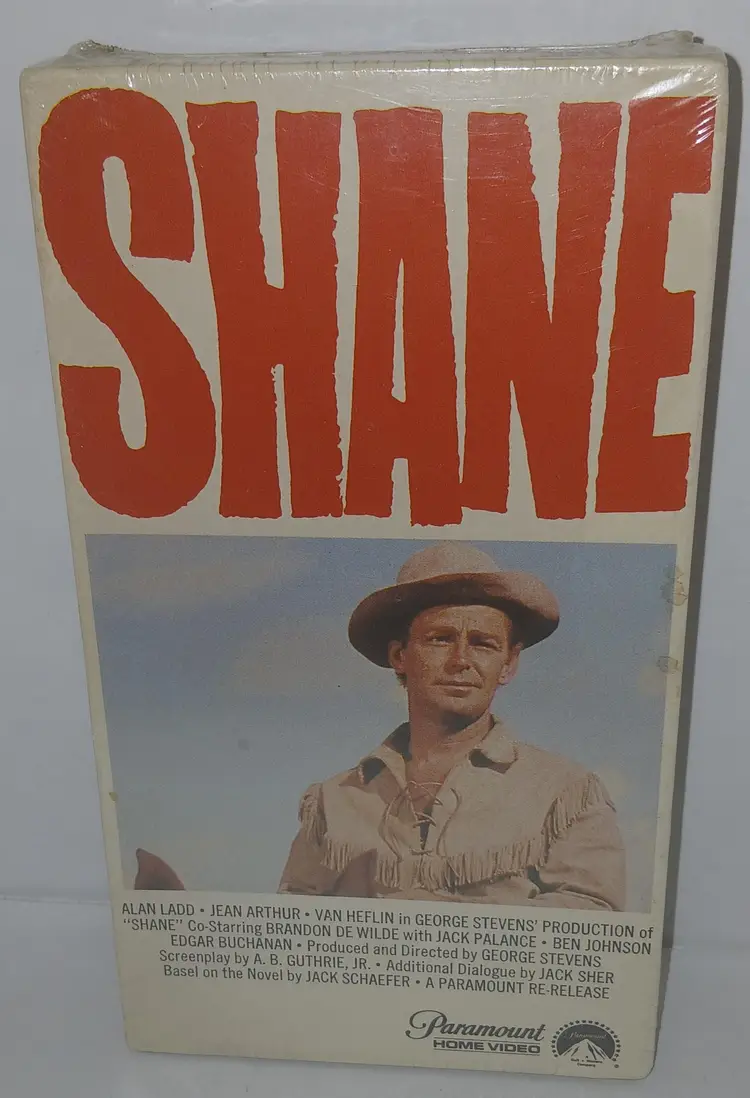 SHANE
ALAN LADD • JEAN ARTHUR • VAN HEFLIN in GEORGE STEVENS' PRODUCTION of
"SHANE" Co-Starring BRANDON DE WILDE with JACK PALANCE • BEN JOHNSON
EDGAR BUCHANAN • Produced and Directed by GEORGE STEVENS
Screenplay by A. B. GUTHRIE, JR. • Additional Dialogue by JACK SHER
Basel on the Novel by JACK SCHAEFER • A PARAMOUNT RE-RELEASE
Paramount
HOME VIDEO
Paramount